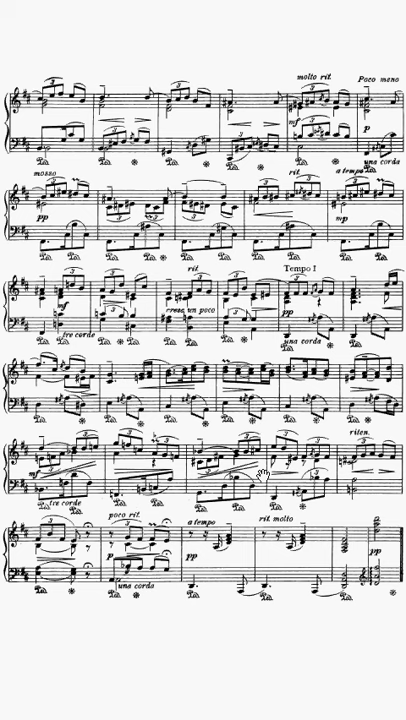 molto rit. Poco meno
mf p
una corda
mosso rit. a tempo
pp mp
rit. Tempo I
mf cresc. un poco pp
tre corde una corda
riten.
mf pp
tre corde
poco rit. a tempo rit. molto
p pp pp
una corda